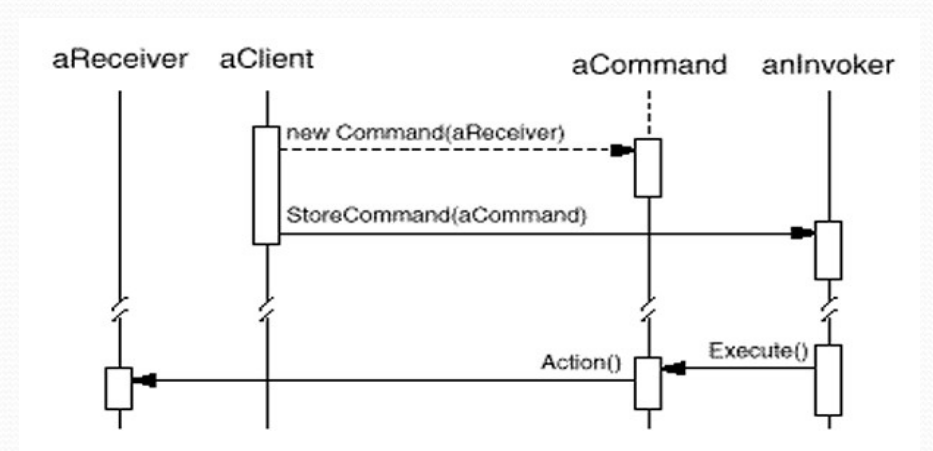 aReceiver aClient aCommand anInvoker
new Command(aReceiver)
StoreCommand(aCommand)
Action() Execute()